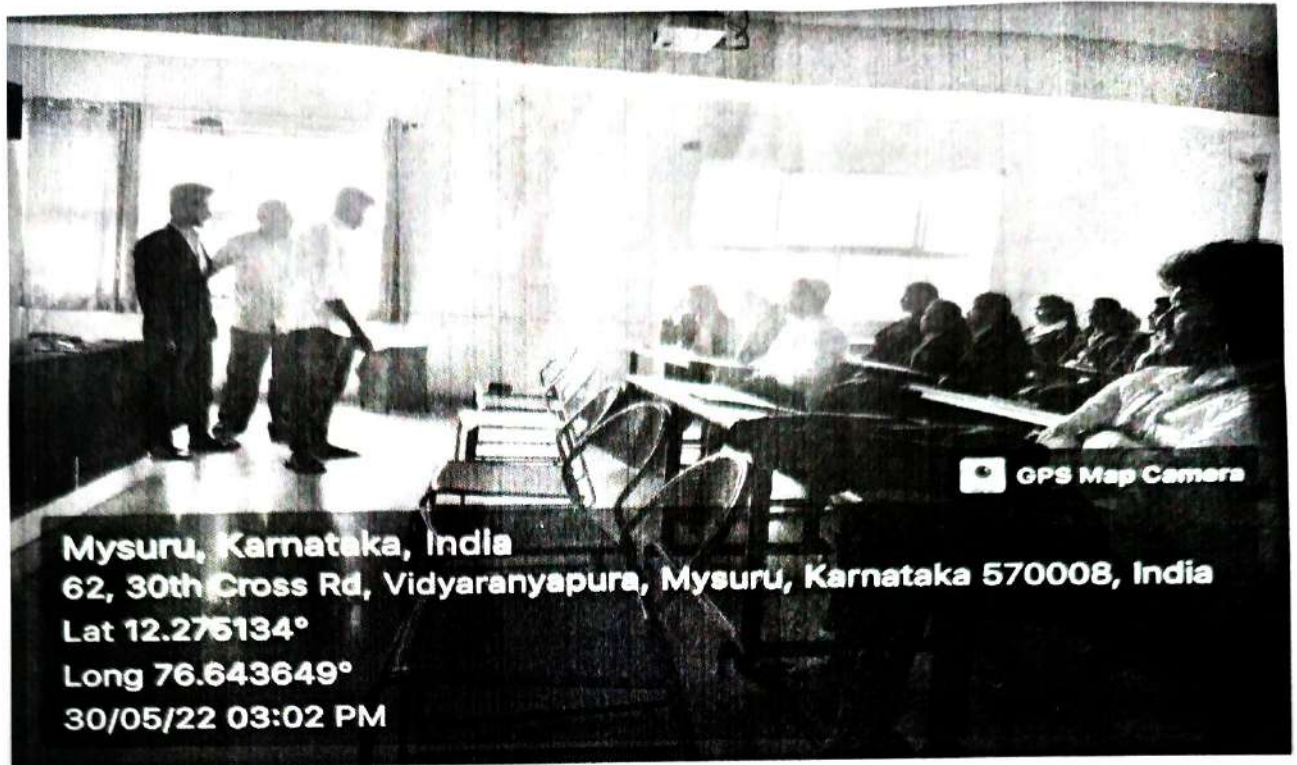 GPS Map Camera
Mysuru, Karnataka, India
62, 30th Cross Rd, Vidyaranyapura, Mysuru, Karnataka 570008, India
Lat 12.276134°
Long 76.643649°
30/05/22 03:02 PM